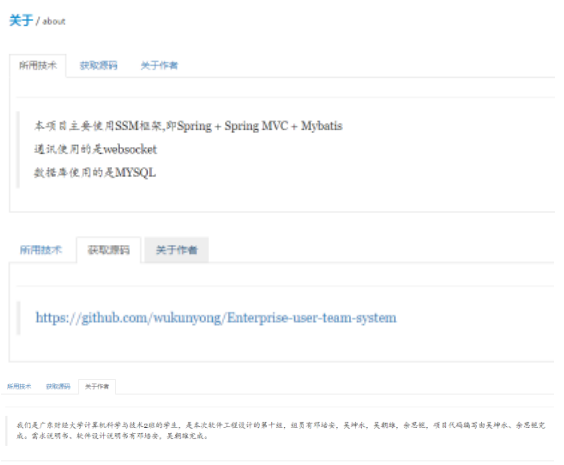 关于 / about
所用技术 获取源码 关于作者
本项目主要使用SSM框架,即Spring + Spring MVC + Mybatis
通讯使用的是websocket
数据库使用的是MYSQL
所用技术 获取源码 关于作者
https://github.com/wukunyong/Enterprise-user-team-system
所用技术 获取源码 关于作者
我们是广东财经大学计算机科学与技术2班的学生，是本次软件工程设计的第十组，组员有邓培安，吴坤永，吴朝雄，余思锐，项目代码编写由吴坤永、余思锐完
成，需求说明书、软件设计说明书有邓培安，吴朝雄完成。